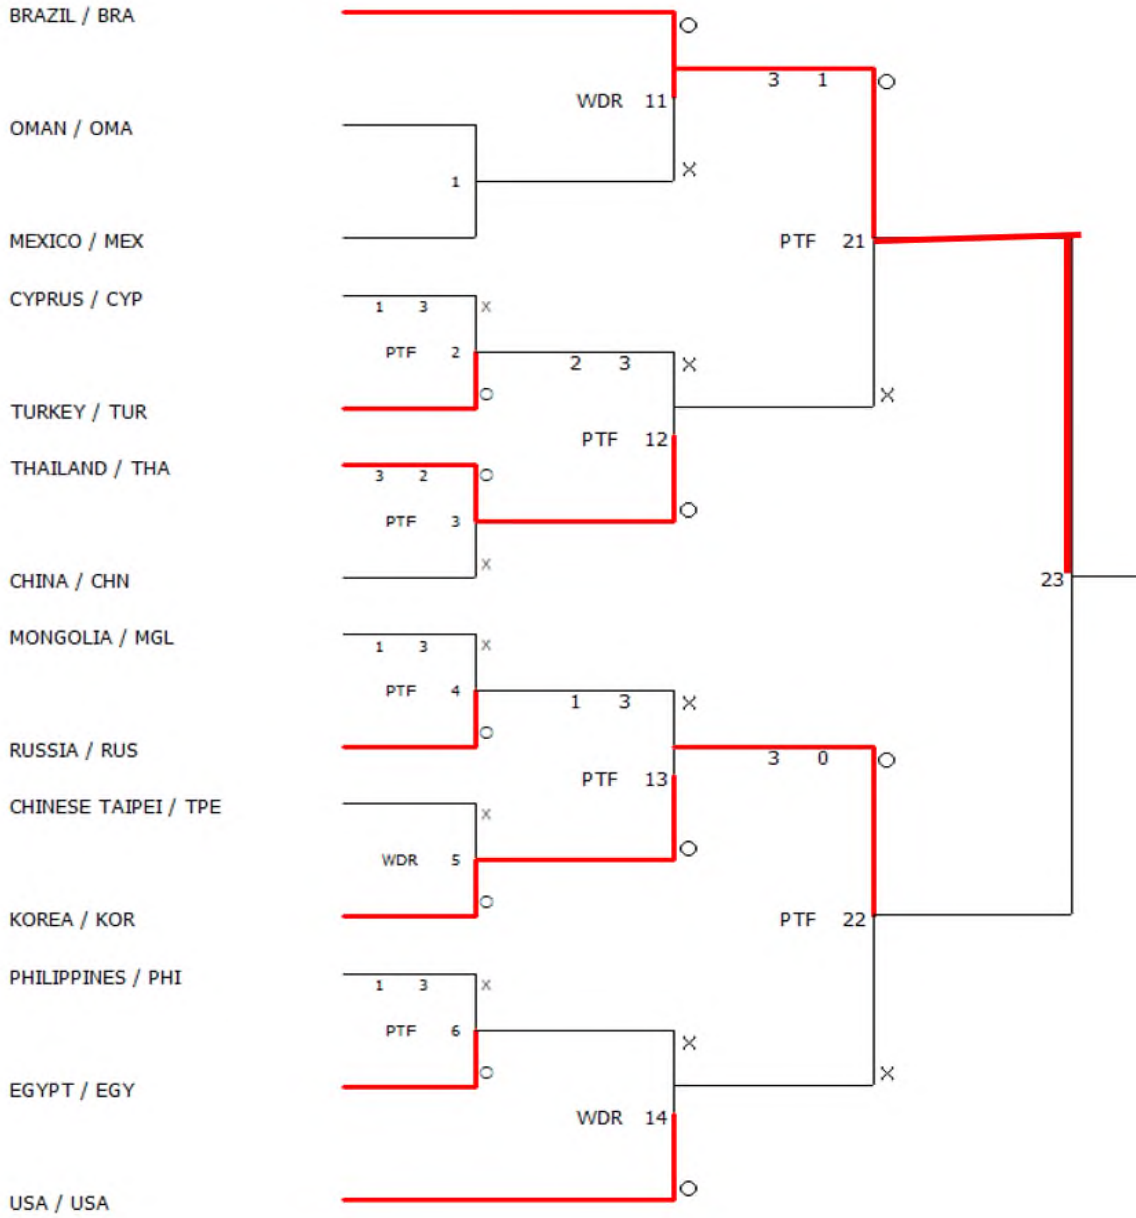 BRAZIL / BRA
O
3 1 O
WDR 11
OMAN / OMA
X
1
MEXICO / MEX
PTF 21
CYPRUS / CYP
1 3 X
PTF 2
2 3 X
O
X
TURKEY / TUR
PTF 12
THAILAND / THA
3 2 O
O
PTF 3
X
CHINA / CHN
23
MONGOLIA / MGL
1 3 X
PTF 4
1 3 X
O
RUSSIA / RUS
3 0 O
PTF 13
CHINESE TAIPEI / TPE
X
O
WDR 5
O
KOREA / KOR
PTF 22
PHILIPPINES / PHI
1 3 X
PTF 6
X
O
X
EGYPT / EGY
WDR 14
O
USA / USA